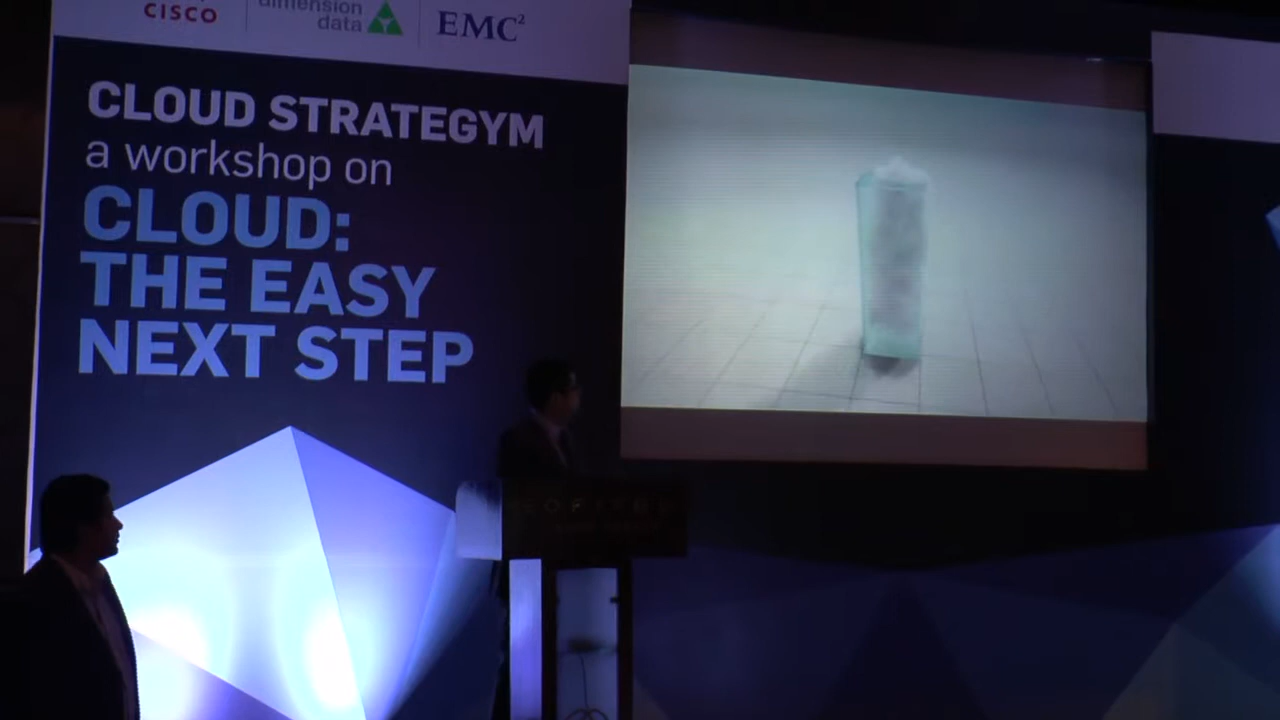 CISCO
dimension
data
EMC²
CLOUD STRATEGYM
a workshop on
CLOUD:
THE EASY
NEXT STEP